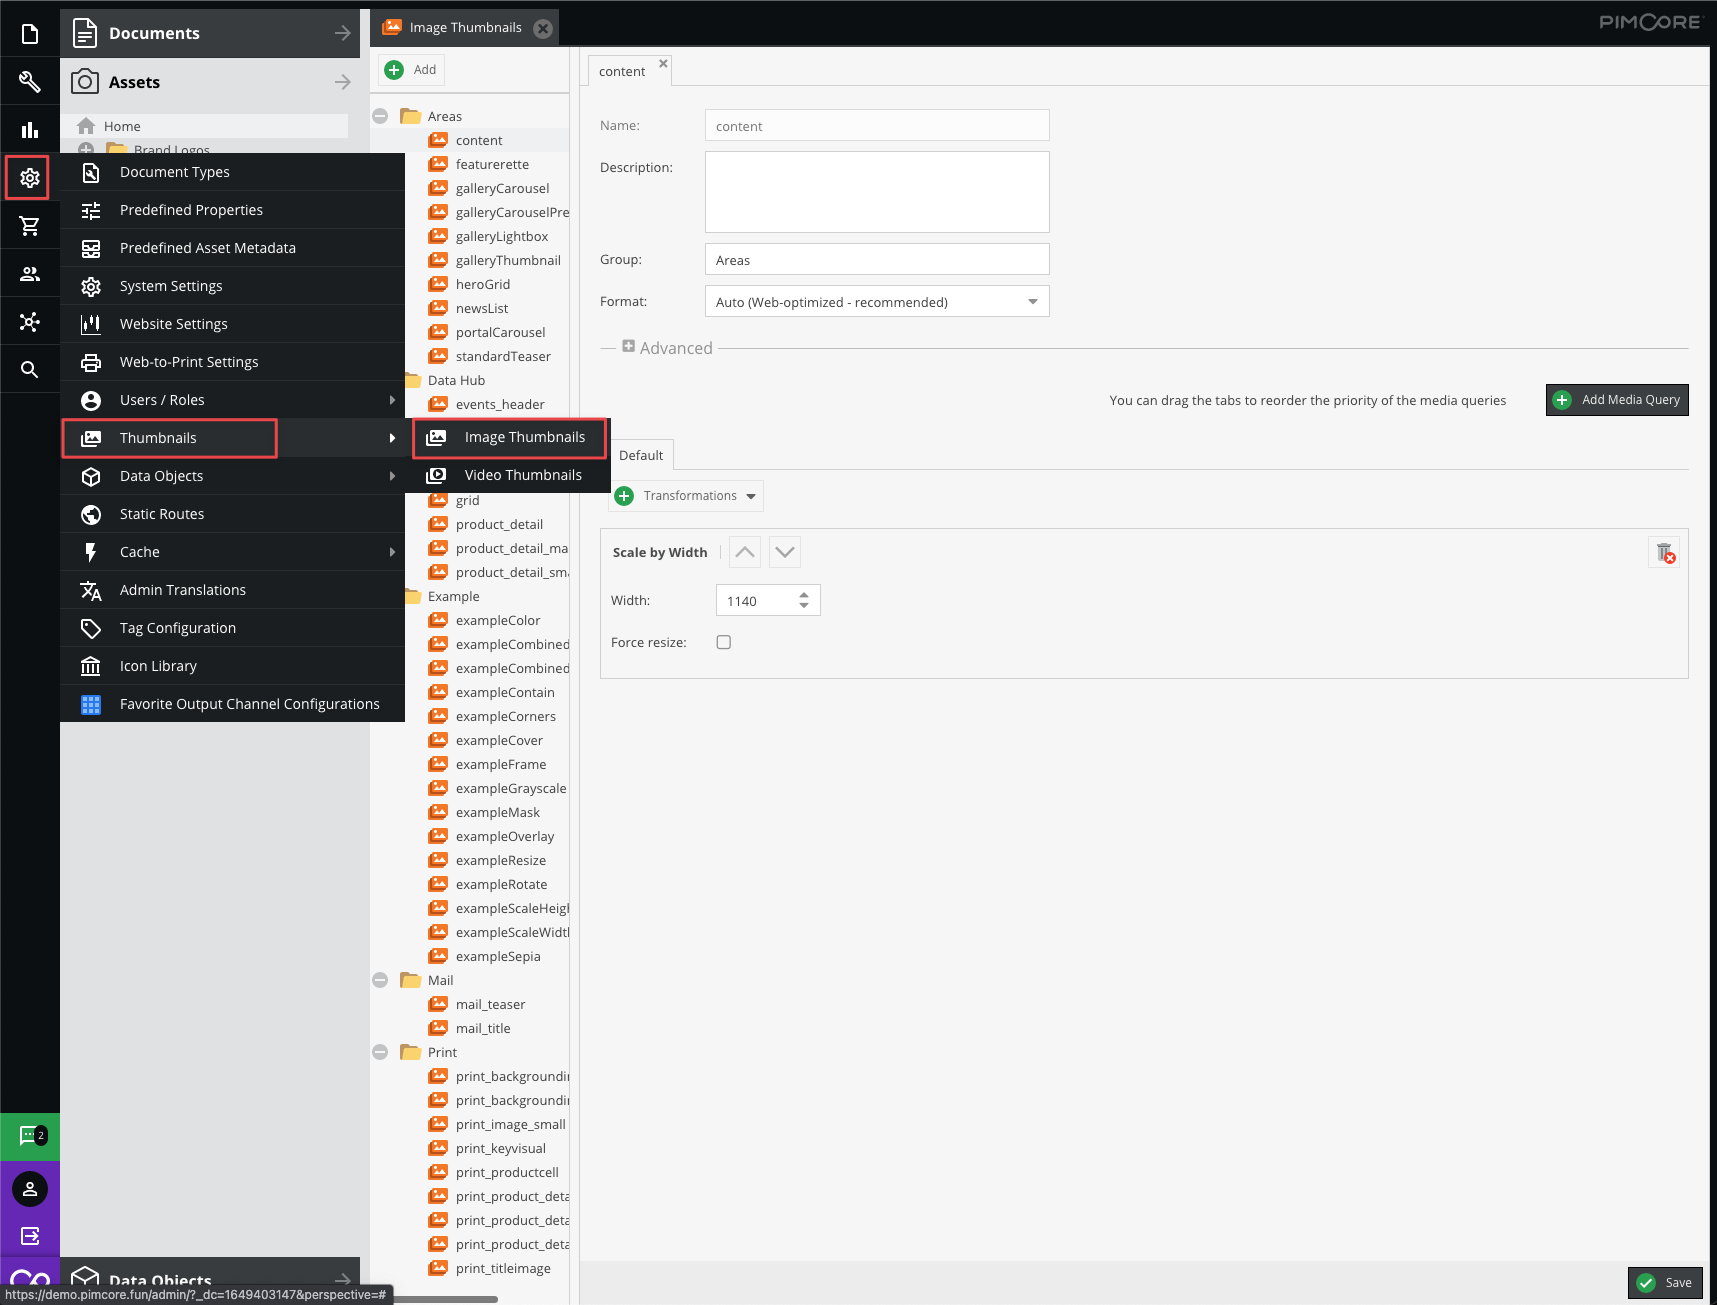 Documents
Assets
Home
Brand Logos
Document Types
Predefined Properties
Predefined Asset Metadata
System Settings
Website Settings
Web-to-Print Settings
Users / Roles
Thumbnails
Data Objects
Static Routes
Cache
Admin Translations
Tag Configuration
Icon Library
Favorite Output Channel Configurations
Image Thumbnails
Video Thumbnails
2
Data Objects
https://demo.pimcore.fun/admin/?_dc=1649403147&perspective=#
Image Thumbnails
PIMCORE
Add
Areas
content
featurerette
galleryCarousel
galleryCarouselPre
galleryLightbox
galleryThumbnail
heroGrid
newsList
portalCarousel
standardTeaser
Data Hub
events_header
grid
product_detail
product_detail_ma
product_detail_sma
Example
exampleColor
exampleCombined
exampleCombined
exampleContain
exampleCorners
exampleCover
exampleFrame
exampleGrayscale
exampleMask
exampleOverlay
exampleResize
exampleRotate
exampleScaleHeigh
exampleScaleWidth
exampleSepia
Mail
mail_teaser
mail_title
Print
print_backgroundin
print_backgroundin
print_image_small
print_keyvisual
print_productcell
print_product_deta
print_product_deta
print_product_deta
print_titleimage
content
Name: content
Description:
Group: Areas
Format: Auto (Web-optimized - recommended)
Advanced
You can drag the tabs to reorder the priority of the media queries
Add Media Query
Default
Transformations
Scale by Width
Width: 1140
Force resize:
Save